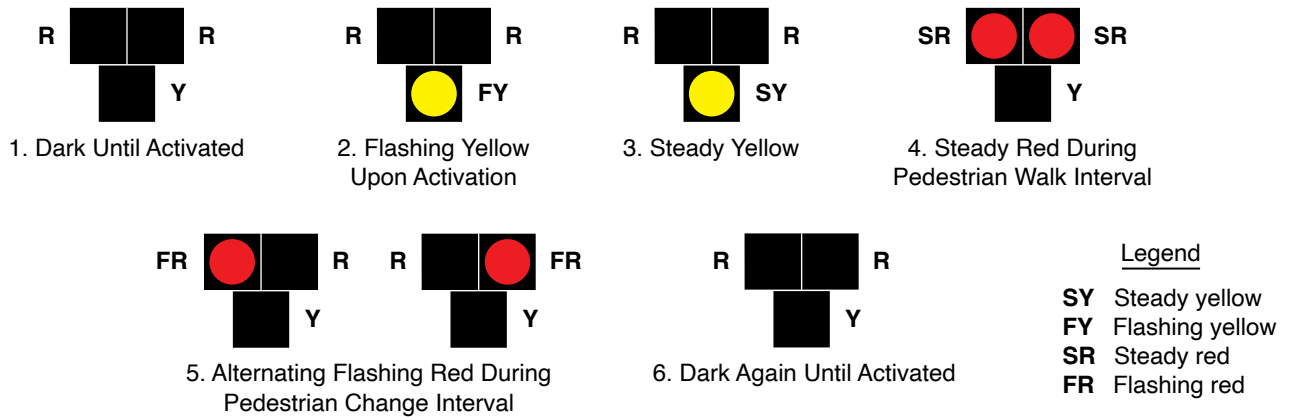 R R R R R R SR SR
Y FY SY Y
1. Dark Until Activated 2. Flashing Yellow 3. Steady Yellow 4. Steady Red During
Upon Activation Pedestrian Walk Interval
FR R R FR R R Legend
Y Y Y SY Steady yellow
5. Alternating Flashing Red During 6. Dark Again Until Activated FY Flashing yellow
Pedestrian Change Interval SR Steady red
FR Flashing red